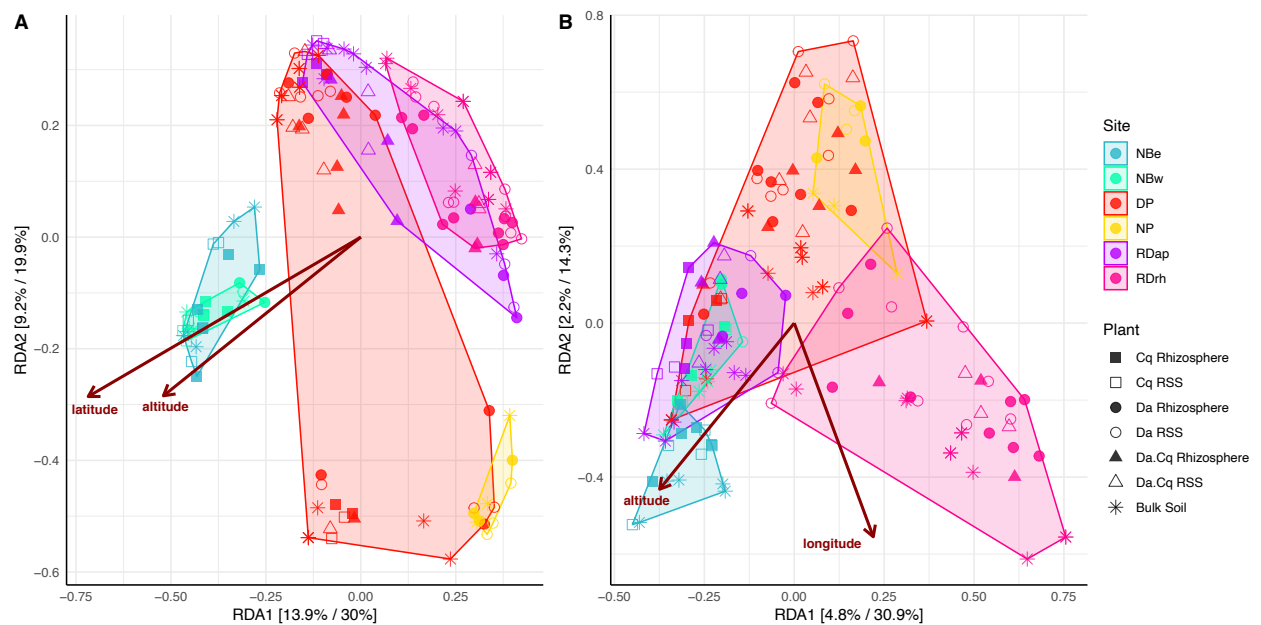 A
B
0.2
0.0
−0.2
−0.4
−0.6
RDA2 [9.2% / 19.9%]
latitude
altitude
−0.75
−0.50
−0.25
0.00
0.25
RDA1 [13.9% / 30%]
0.8
0.4
0.0
−0.4
RDA2 [2.2% / 14.3%]
altitude
longitude
−0.50
−0.25
0.00
0.25
0.50
0.75
RDA1 [4.8% / 30.9%]
Site
NBe
NBw
DP
NP
RDap
RDrh
Plant
Cq Rhizosphere
Cq RSS
Da Rhizosphere
Da RSS
Da.Cq Rhizosphere
Da.Cq RSS
Bulk Soil